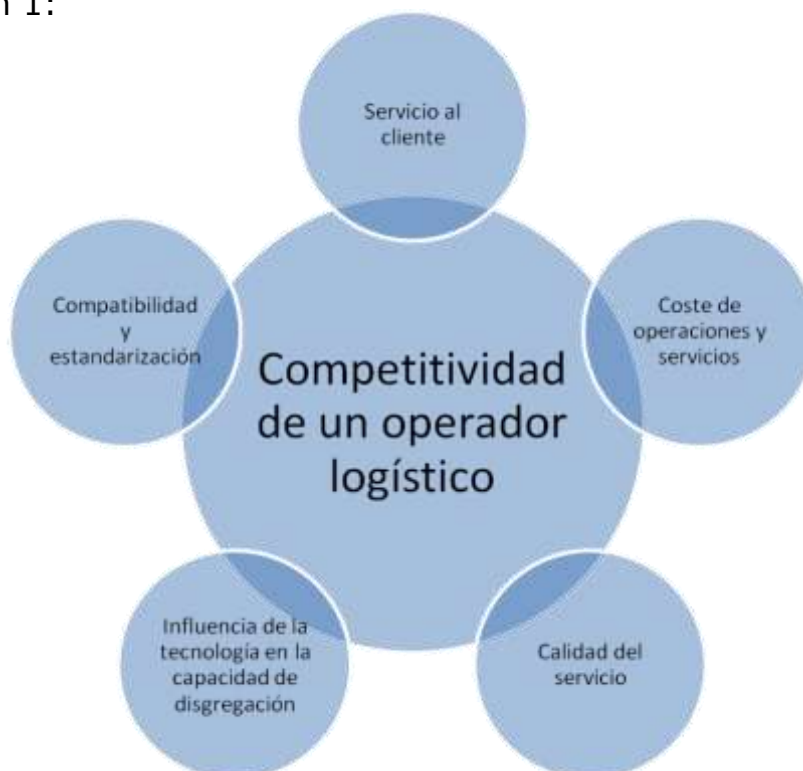 n 1:
Servicio al
cliente
Compatibilidad
y
estandarización
Coste de
operaciones y
servicios
Competitividad
de un operador
logístico
Influencia de la
tecnología en la
capacidad de
disgregación
Calidad del
servicio